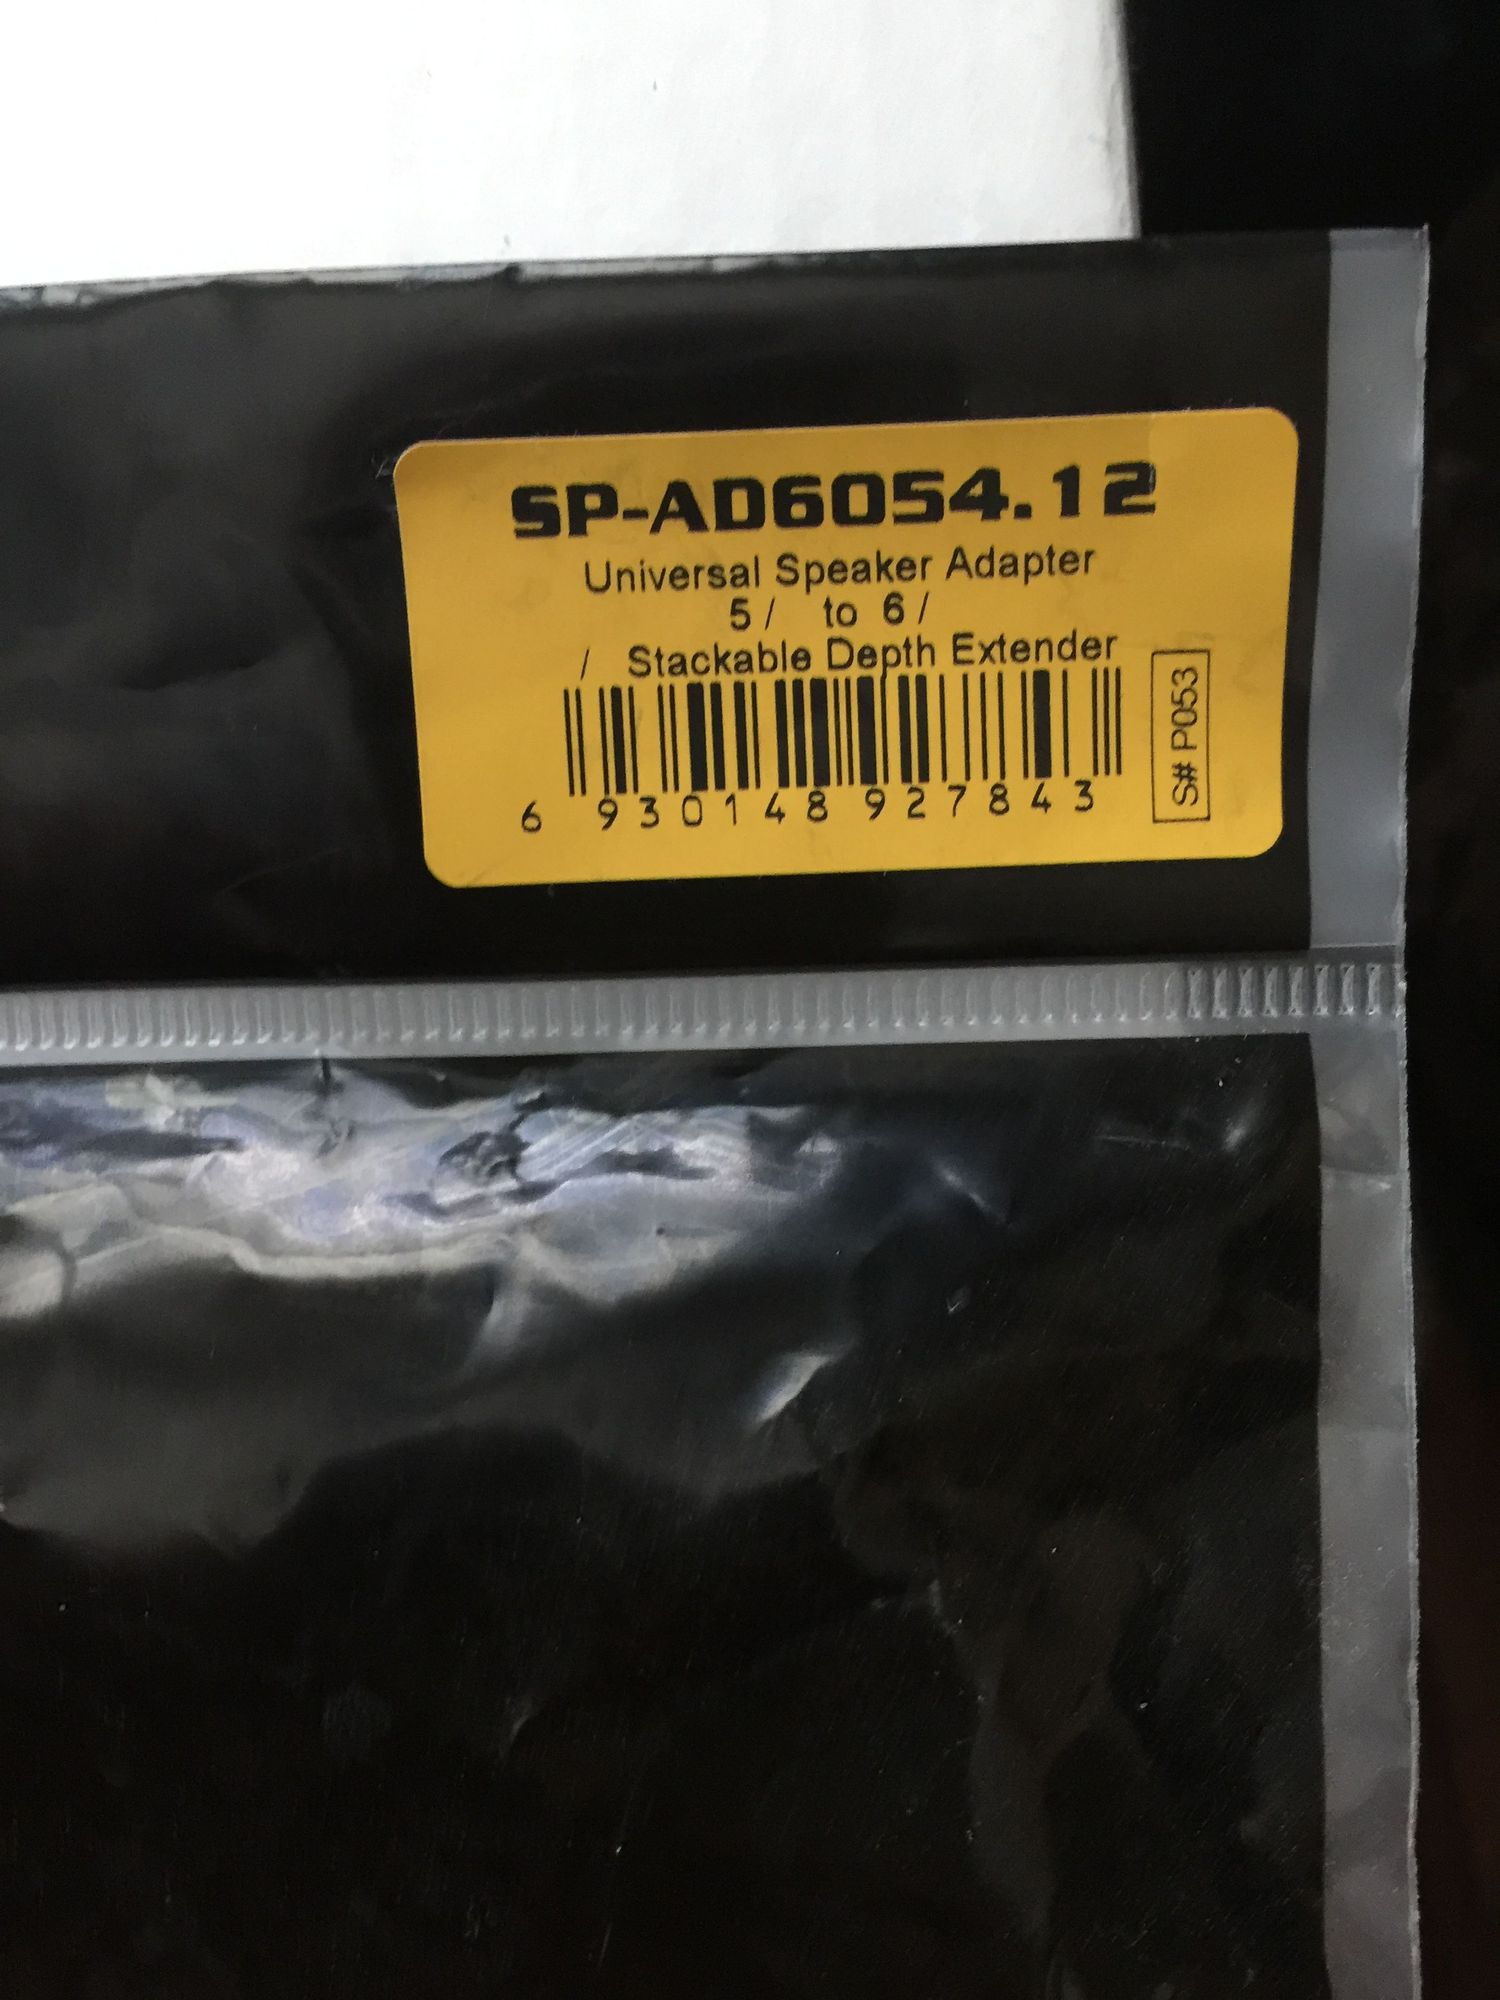 SP-AD6054.12
Universal Speaker Adapter
5 / to 6 /
/ Stackable Depth Extender
6 930148 927843
S# P053